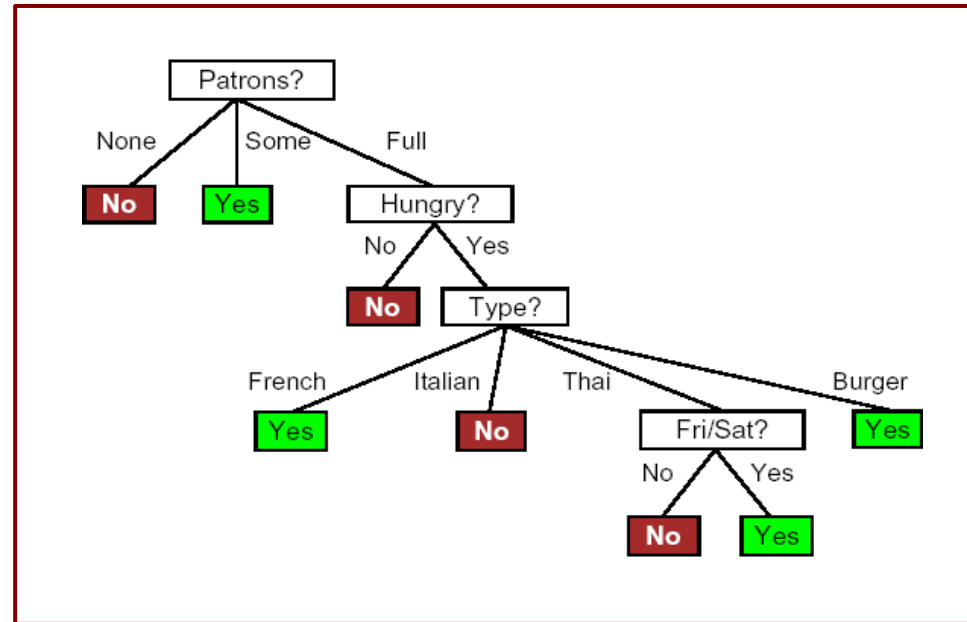 Patrons?
None Some Full
No Yes Hungry?
No Yes
No Type?
French Italian Thai Burger
Yes No Fri/Sat? Yes
No Yes
No Yes